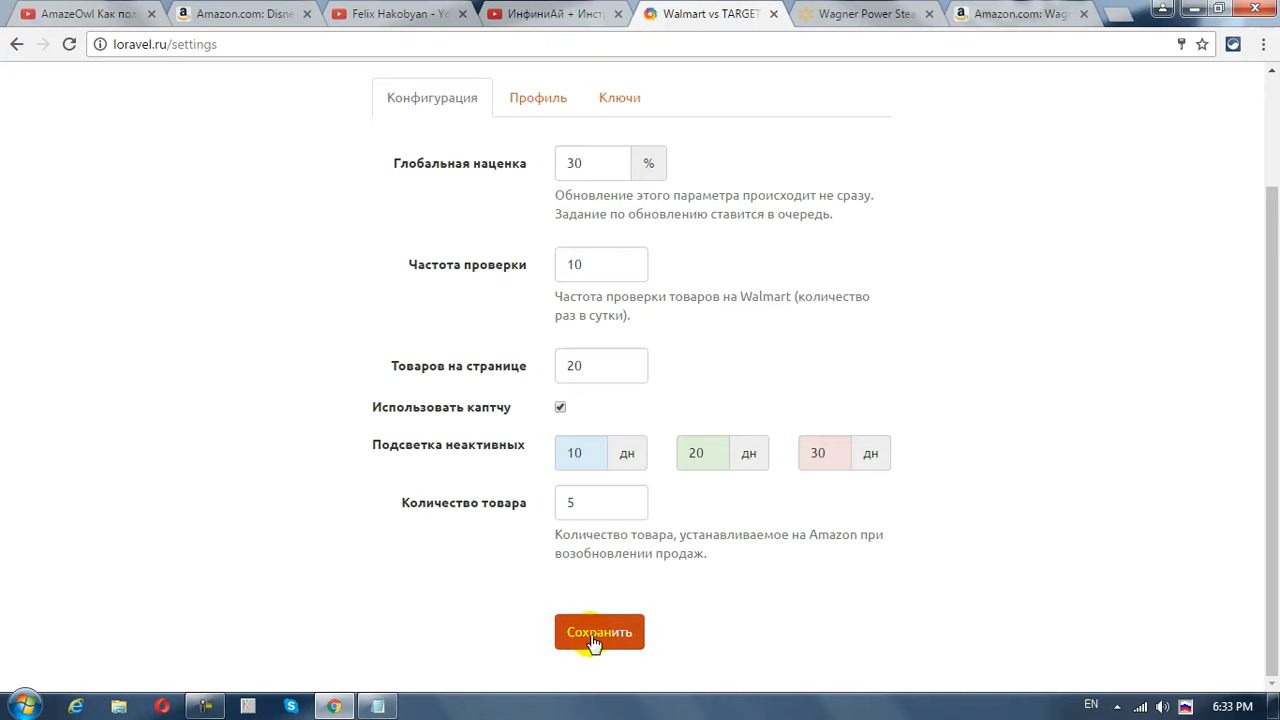 AmazeOwl Как пол
Amazon.com: Disne
Felix Hakobyan - Yo
ИнфиниАй + Инст
Walmart vs TARGET
Wagner Power Stea
Amazon.com: Wagn
loravel.ru/settings
Конфигурация Профиль Ключи
Глобальная наценка 30 %
Обновление этого параметра происходит не сразу.
Задание по обновлению ставится в очередь.
Частота проверки 10
Частота проверки товаров на Walmart (количество
раз в сутки).
Товаров на странице 20
Использовать каптчу
Подсветка неактивных 10 дн 20 дн 30 дн
Количество товара 5
Количество товара, устанавливаемое на Amazon при
возобновлении продаж.
Сохранить
EN 6:33 PM